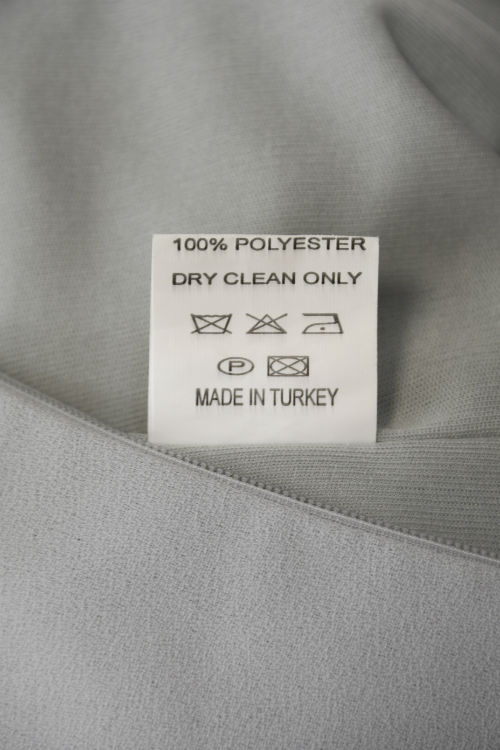 100% POLYESTER
DRY CLEAN ONLY
P
MADE IN TURKEY